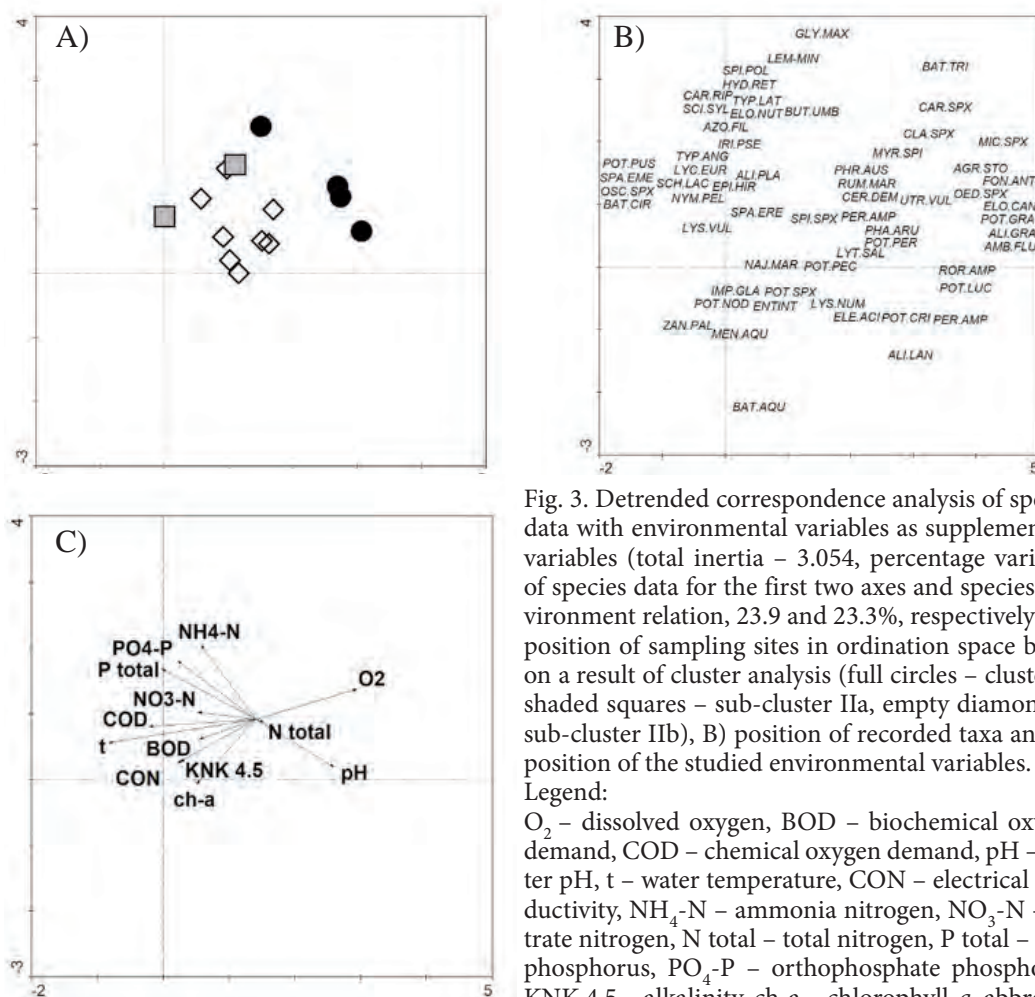 A)
4
-3
B)
4
GLY.MAX
LEM-MIN
SPI.POL
BAT.TRI
HYD.RET
CAR.RIP TYP.LAT
SCI.SYL ELO.NUT BUT.UMB
CAR.SPX
AZO.FIL
CLA.SPX
IRI.PSE
MIC.SPX
TYP.ANG
MYR.SPI
POT.PUS
LYC.EUR
PHR.AUS
AGR.STO
SPA.EME
SCH.LAC EPI.HIR
ALI.PLA
RUM.MAR
FON.ANT
OSC.SPX
NYM.PEL
CER.DEM UTR.VUL
OED.SPX
BAT.CIR
ELO.CAN
SPA.ERE
SPI.SPX PER.AMP
POT.GRA
LYS.VUL
PHA.ARU
ALI.GRA
POT.PER
AMB.FLU
LYT.SAL
NAJ.MAR POT.PEC
ROR.AMP
IMP.GLA POT SPX
POT.LUC
POT.NOD ENTINT
LYS.NUM
ELE.ACI POT.CRI PER.AMP
ZAN.PAL
MEN.AQU
ALI.LAN
BAT.AQU
-3
-2
5
C)
4
NH4-N
PO4-P
P total
O2
NO3-N
COD
N total
t
BOD
CON
KNK 4.5
pH
ch-a
-3
-2
5
Fig. 3. Detrended correspondence analysis of spe
data with environmental variables as supplemen
variables (total inertia – 3.054, percentage vari
of species data for the first two axes and species
vironment relation, 23.9 and 23.3%, respectively
position of sampling sites in ordination space b
on a result of cluster analysis (full circles – cluste
shaded squares – sub-cluster IIa, empty diamon
sub-cluster IIb), B) position of recorded taxa an
position of the studied environmental variables.
Legend:
O2 – dissolved oxygen, BOD – biochemical oxy
demand, COD – chemical oxygen demand, pH –
ter pH, t – water temperature, CON – electrical
ductivity, NH4-N – ammonia nitrogen, NO3-N –
trate nitrogen, N total – total nitrogen, P total –
phosphorus, PO4-P – orthophosphate phospho